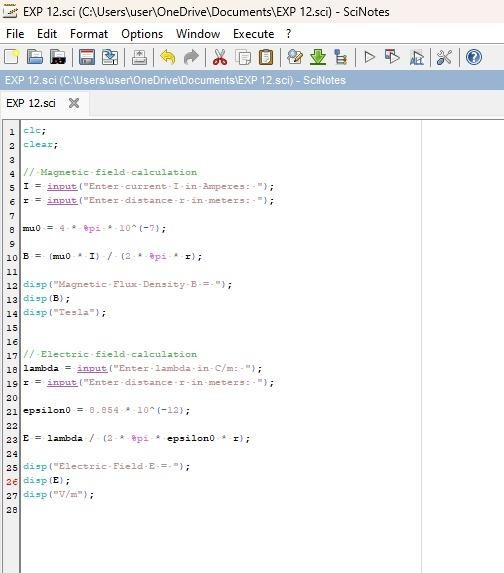 EXP 12.sci (C:\Users\user\OneDrive\Documents\EXP 12.sci) - SciNotes
File Edit Format Options Window Execute ?
EXP 12.sci (C:\Users\user\OneDrive\Documents\EXP 12.sci) - SciNotes
EXP 12.sci
1 clc;
2 clear;
3
4 // Magnetic field calculation
5 I = input("Enter current I in Amperes: ");
6 r = input("Enter distance r in meters: ");
7
8 mu0 = 4 * %pi * 10^(-7);
9
10 B = (mu0 * I) / (2 * %pi * r);
11
12 disp("Magnetic Flux Density B = ");
13 disp(B);
14 disp("Tesla");
15
16
17 // Electric field calculation
18 lambda = input("Enter lambda in C/m: ");
19 r = input("Enter distance r in meters: ");
20
21 epsilon0 = 8.854 * 10^(-12);
22
23 E = lambda / (2 * %pi * epsilon0 * r);
24
25 disp("Electric Field E = ");
26 disp(E);
27 disp("V/m");
28